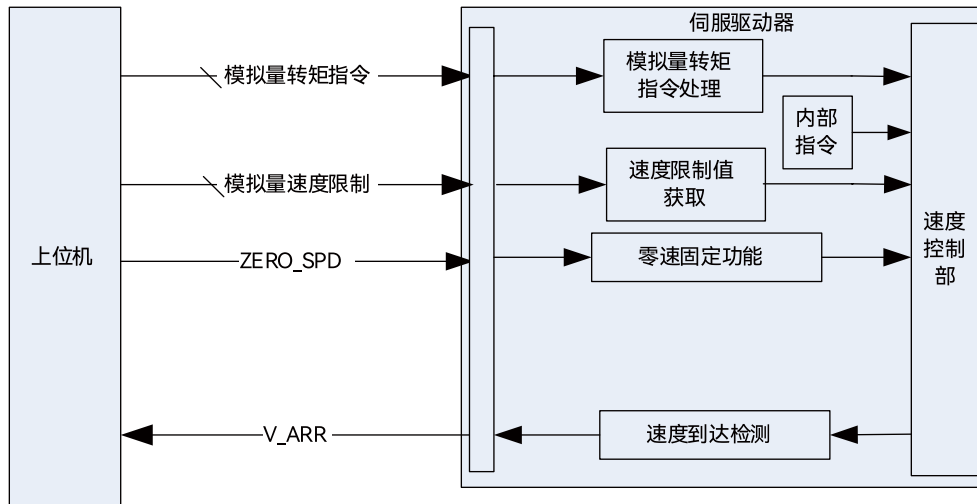 伺服驱动器
模拟量转矩指令
模拟量转矩
指令处理
内部
指令
模拟量速度限制
速度限制值
获取
上位机
ZERO_SPD
零速固定功能
速度
控制
部
V_ARR
速度到达检测